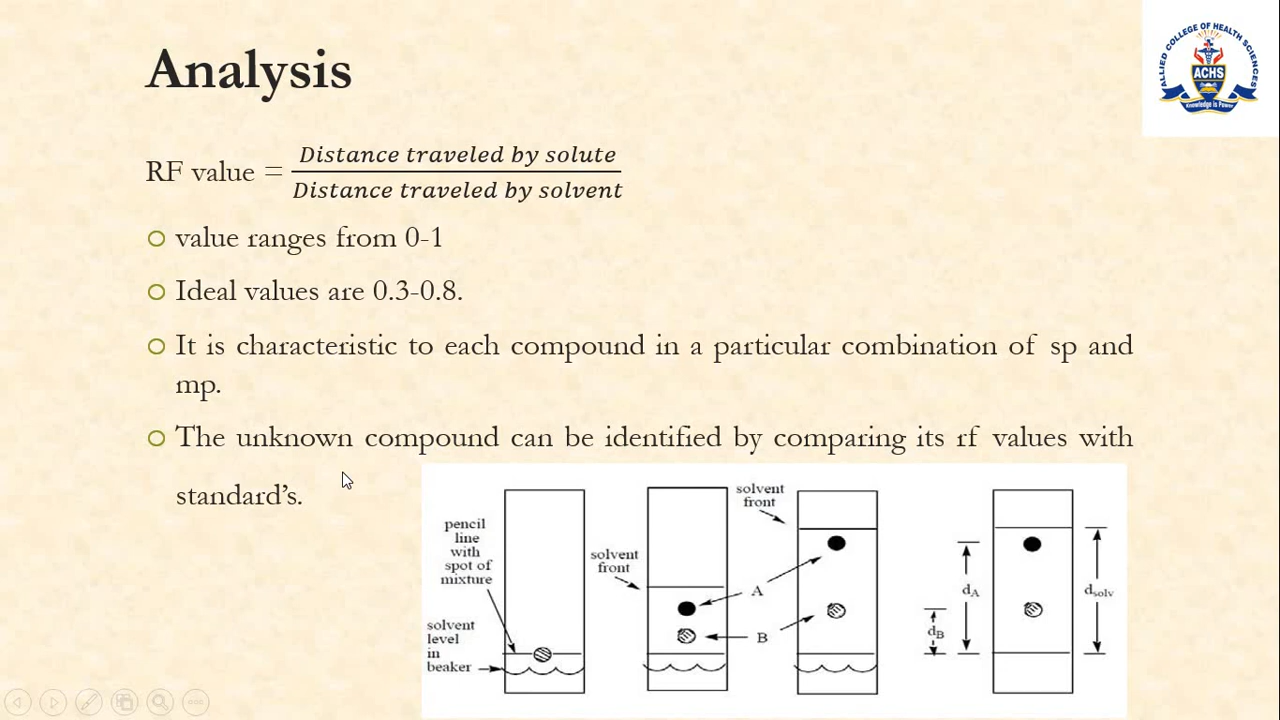 Analysis
ALLIED COLLEGE OF HEALTH SCIENCES
ACHS
Knowledge is Power
RF value = Distance traveled by solute / Distance traveled by solvent
value ranges from 0-1
Ideal values are 0.3-0.8.
It is characteristic to each compound in a particular combination of sp and
mp.
The unknown compound can be identified by comparing its rf values with
standard’s.
pencil
line
with
spot of
mixture
solvent
level
in
beaker
solvent
front
solvent
front
A
B
dB
dA
dsolv